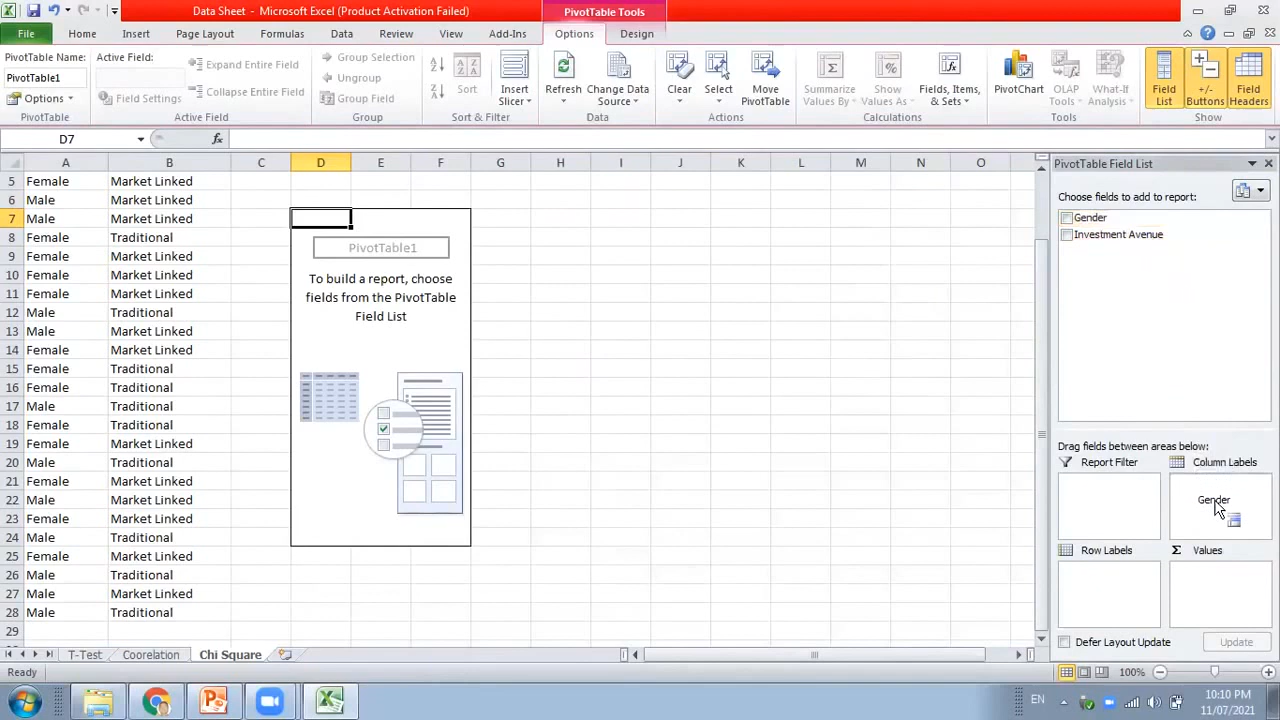 Data Sheet - Microsoft Excel (Product Activation Failed)
PivotTable Tools
File Home Insert Page Layout Formulas Data Review View Add-Ins Options Design
PivotTable Name:
PivotTable1
Options
PivotTable
Active Field:
Field Settings
Expand Entire Field
Collapse Entire Field
Active Field
Group Selection
Ungroup
Group Field
Group
Sort
Insert Slicer
Sort & Filter
Refresh
Change Data Source
Data
Clear
Select
Move PivotTable
Actions
Summarize Values By
Show Values As
Fields, Items, & Sets
Calculations
PivotChart
OLAP Tools
What-If Analysis
Tools
Field List
+/- Buttons
Field Headers
Show
D7 fx
A B C D E F G H I J K L M N O
5 Female Market Linked
6 Male Market Linked
7 Male Market Linked
8 Female Traditional
9 Female Market Linked
10 Female Market Linked
11 Female Market Linked
12 Male Traditional
13 Male Market Linked
14 Female Market Linked
15 Female Traditional
16 Female Traditional
17 Male Traditional
18 Female Traditional
19 Female Market Linked
20 Male Traditional
21 Female Market Linked
22 Male Market Linked
23 Female Market Linked
24 Male Traditional
25 Female Market Linked
26 Male Traditional
27 Male Market Linked
28 Male Traditional
29
PivotTable1
To build a report, choose
fields from the PivotTable
Field List
PivotTable Field List
Choose fields to add to report:
Gender
Investment Avenue
Drag fields between areas below:
Report Filter
Column Labels
Gender
Row Labels
Σ Values
Defer Layout Update
Update
T-Test Coorelation Chi Square
Ready
100%
EN
10:10 PM
11/07/2021